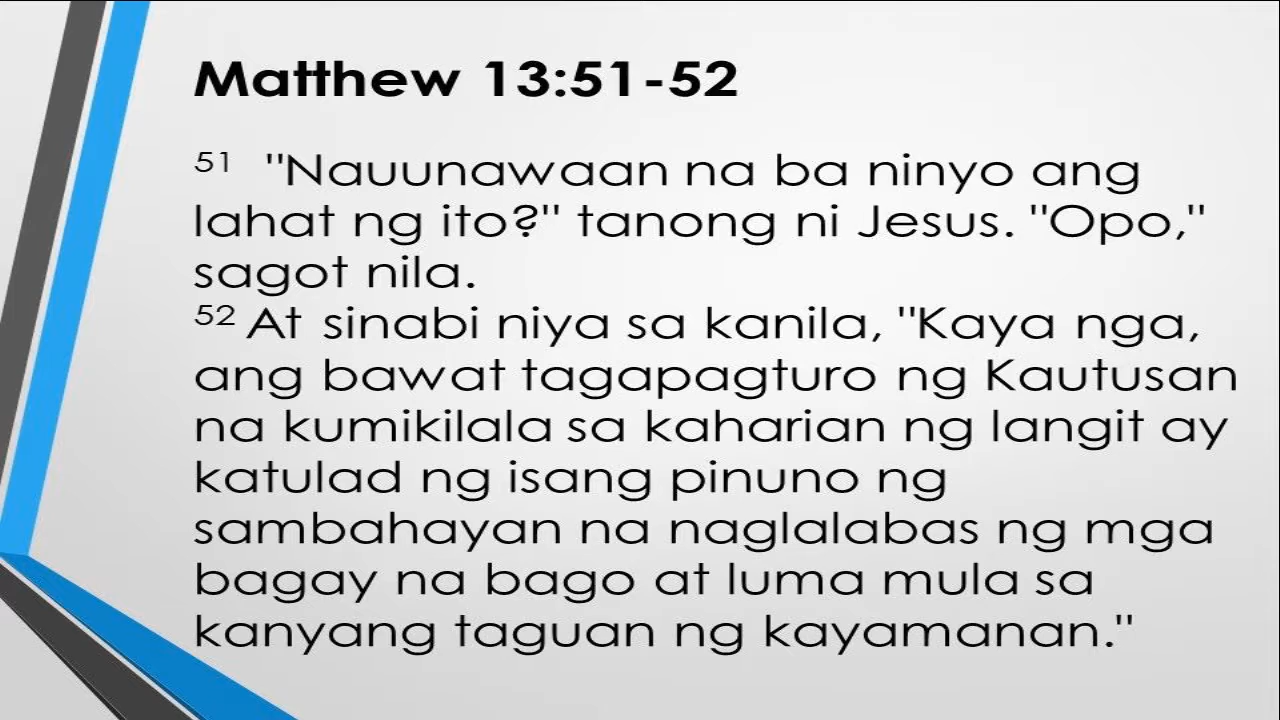 Matthew 13:51-52
51 "Nauunawaan na ba ninyo ang
lahat ng ito?" tanong ni Jesus. "Opo,"
sagot nila.
52 At sinabi niya sa kanila, "Kaya nga,
ang bawat tagapagturo ng Kautusan
na kumikilala sa kaharian ng langit ay
katulad ng isang pinuno ng
sambahayan na naglalabas ng mga
bagay na bago at luma mula sa
kanyang taguan ng kayamanan."